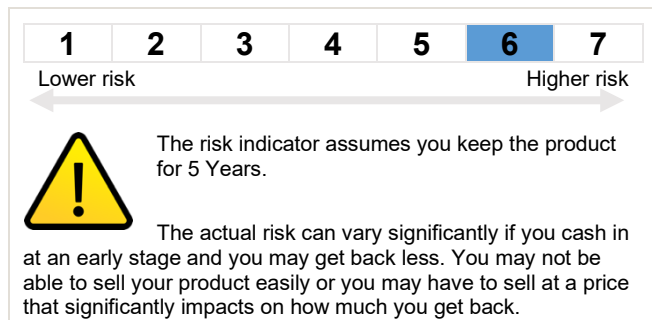 1 2 3 4 5 6 7
Lower risk Higher risk
The risk indicator assumes you keep the product
for 5 Years.
The actual risk can vary significantly if you cash in
at an early stage and you may get back less. You may not be
able to sell your product easily or you may have to sell at a price
that significantly impacts on how much you get back.